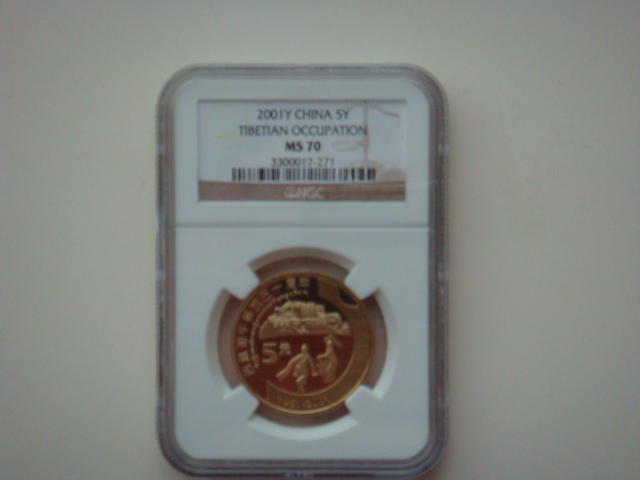 2001Y CHINA 5Y
TIBETIAN OCCUPATION
MS 70
3300017-271
NGC
5元